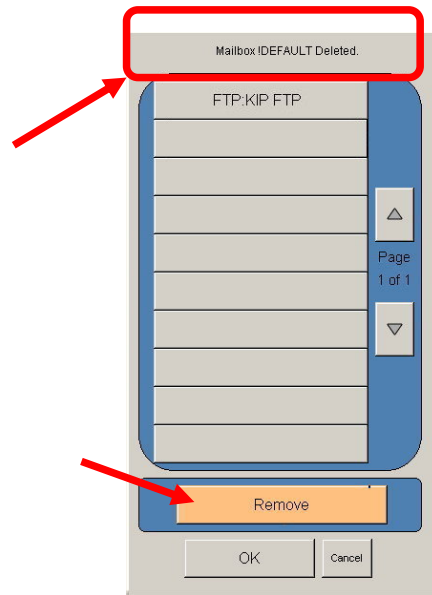 Mailbox !DEFAULT Deleted.
FTP:KIP FTP
Page
1 of 1
Remove
OK
Cancel